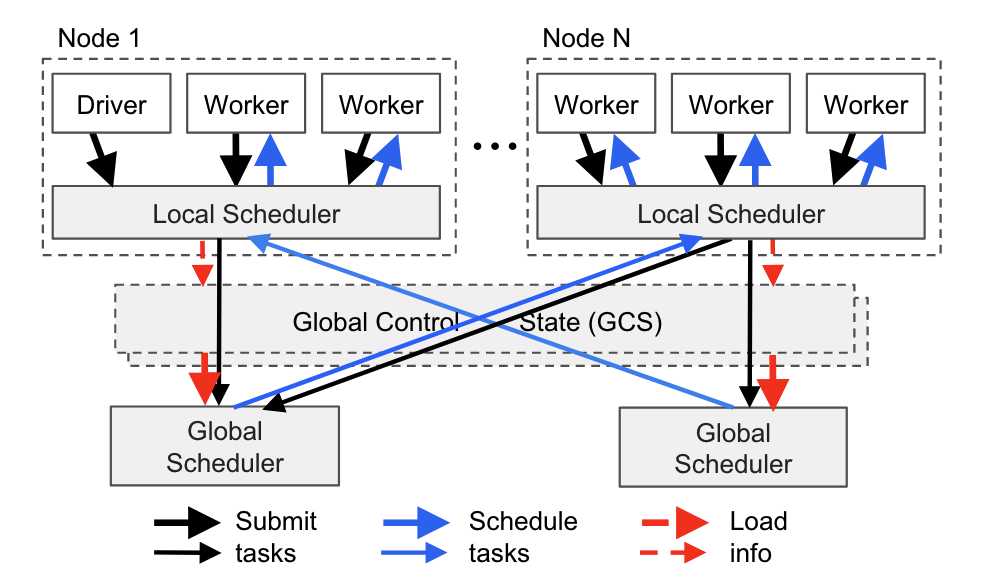 Node 1
Node N
Driver
Worker
Worker
...
Worker
Worker
Worker
Local Scheduler
Local Scheduler
Global Control State (GCS)
Global
Scheduler
Global
Scheduler
Submit
tasks
Schedule
tasks
Load
info